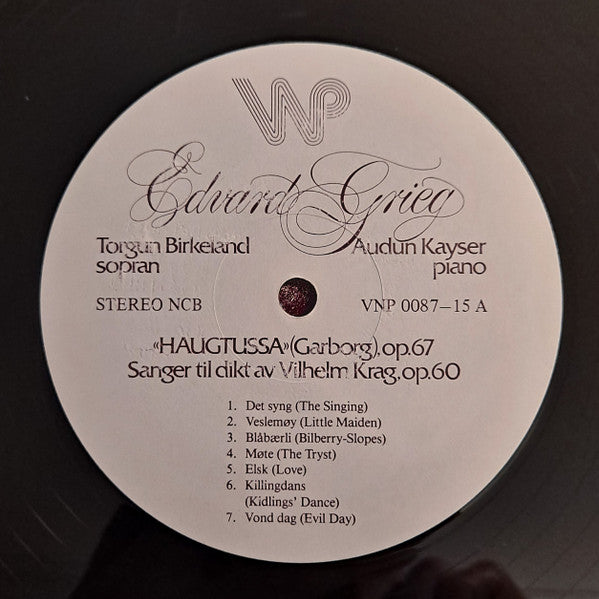 VNP
Edvard Grieg
Torgun Birkeland
sopran
Audun Kayser
piano
STEREO NCB
VNP 0087–15 A
«HAUGTUSSA»(Garborg), op.67
Sanger til dikt av Vilhelm Krag, op.60
1. Det syng (The Singing)
2. Veslemøy (Little Maiden)
3. Blåbærli (Bilberry-Slopes)
4. Møte (The Tryst)
5. Elsk (Love)
6. Killingdans
(Kidlings' Dance)
7. Vond dag (Evil Day)